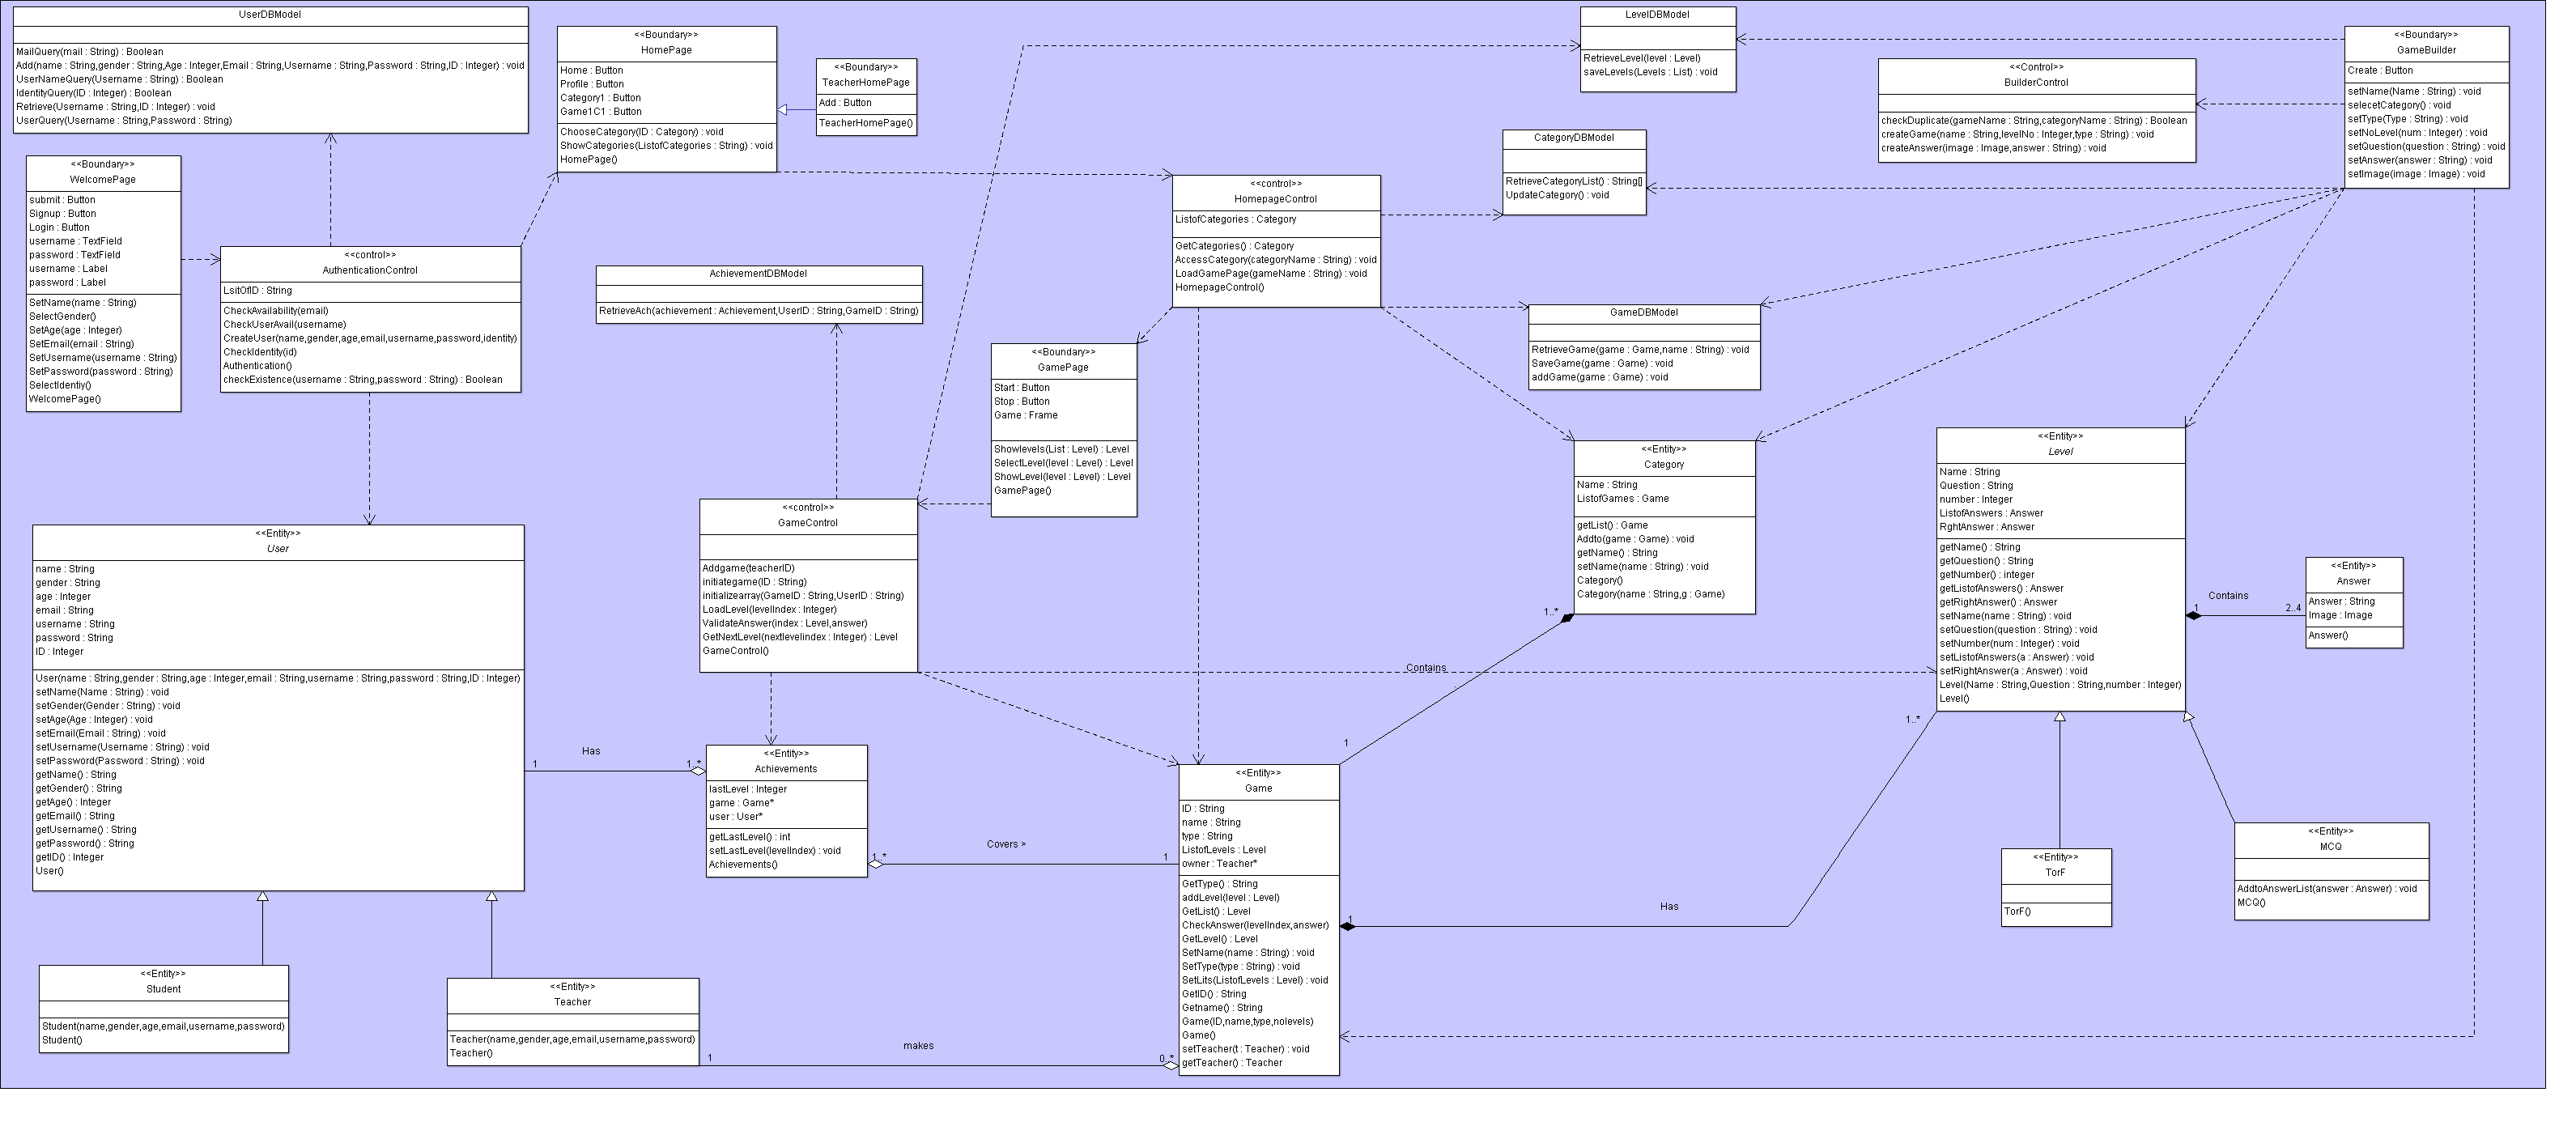 UserDBModel
MailQuery(mail : String) : Boolean
Add(name : String,gender : String,Age : Integer,Email : String,Username : String,Password : String,ID : Integer) : void
UserNameQuery(Username : String) : Boolean
IdentityQuery(ID : Integer) : Boolean
Retrieve(Username : String,ID : Integer) : void
UserQuery(Username : String,Password : String)
<<Boundary>>
HomePage
Home : Button
Profile : Button
Category1 : Button
Game1C1 : Button
ChooseCategory(ID : Category) : void
ShowCategories(ListofCategories : String) : void
HomePage()
<<Boundary>>
TeacherHomePage
Add : Button
TeacherHomePage()
LevelDBModel
RetrieveLevel(level : Level)
saveLevels(Levels : List) : void
<<Control>>
BuilderControl
checkDuplicate(gameName : String,categoryName : String) : Boolean
createGame(name : String,levelNo : Integer,type : String) : void
createAnswer(image : Image,answer : String) : void
<<Boundary>>
GameBuilder
Create : Button
setName(Name : String) : void
selecetCategory() : void
setType(Type : String) : void
setNoLevel(num : Integer) : void
setQuestion(question : String) : void
setAnswer(answer : String) : void
setImage(image : Image) : void
<<Boundary>>
WelcomePage
submit : Button
Signup : Button
Login : Button
username : TextField
password : TextField
username : Label
password : Label
SetName(name : String)
SelectGender()
SetAge(age : Integer)
SetEmail(email : String)
SetUsername(username : String)
SetPassword(password : String)
SelectIdentiy()
WelcomePage()
<<control>>
AuthenticationControl
LsitOfID : String
CheckAvailability(email)
CheckUserAvail(username)
CreateUser(name,gender,age,email,username,password,identity)
CheckIdentity(id)
Authentication()
checkExistence(username : String,password : String) : Boolean
CategoryDBModel
RetrieveCategoryList() : String[]
UpdateCategory() : void
<<control>>
HomepageControl
ListofCategories : Category
GetCategories() : Category
AccessCategory(categoryName : String) : void
LoadGamePage(gameName : String) : void
HomepageControl()
AchievementDBModel
RetrieveAch(achievement : Achievement,UserID : String,GameID : String)
GameDBModel
RetrieveGame(game : Game,name : String) : void
SaveGame(game : Game) : void
addGame(game : Game) : void
<<Boundary>>
GamePage
Start : Button
Stop : Button
Game : Frame
Showlevels(List : Level) : Level
SelectLevel(level : Level) : Level
ShowLevel(level : Level) : Level
GamePage()
<<Entity>>
Category
Name : String
ListofGames : Game
getList() : Game
Addto(game : Game) : void
getName() : String
setName(name : String) : void
Category()
Category(name : String,g : Game)
<<Entity>>
Level
Name : String
Question : String
number : Integer
ListofAnswers : Answer
RghtAnswer : Answer
getName() : String
getQuestion() : String
getNumber() : integer
getListofAnswers() : Answer
getRightAnswer() : Answer
setName(name : String) : void
setQuestion(question : String) : void
setNumber(num : Integer) : void
setListofAnswers(a : Answer) : void
setRightAnswer(a : Answer) : void
Level(Name : String,Question : String,number : Integer)
Level()
1
Contains
2..4
<<Entity>>
Answer
Answer : String
Image : Image
Answer()
<<control>>
GameControl
Addgame(teacherID)
initiategame(ID : String)
initializearray(GameID : String,UserID : String)
LoadLevel(levelIndex : Integer)
ValidateAnswer(index : Level,answer)
GetNextLevel(nextlevelindex : Integer) : Level
GameControl()
<<Entity>>
User
name : String
gender : String
age : Integer
email : String
username : String
password : String
ID : Integer
User(name : String,gender : String,age : Integer,email : String,username : String,password : String,ID : Integer)
setName(Name : String) : void
setGender(Gender : String) : void
setAge(Age : Integer) : void
setEmail(Email : String) : void
setUsername(Username : String) : void
setPassword(Password : String) : void
getName() : String
getGender() : String
getAge() : Integer
getEmail() : String
getUsername() : String
getPassword() : String
getID() : Integer
User()
1..*
Contains
1
1..*
Has
1
1..*
<<Entity>>
Achievements
lastLevel : Integer
game : Game*
user : User*
getLastLevel() : int
setLastLevel(levelIndex) : void
Achievements()
1..*
Covers >
1
<<Entity>>
Game
ID : String
name : String
type : String
ListofLevels : Level
owner : Teacher*
GetType() : String
addLevel(level : Level)
GetList() : Level
CheckAnswer(levelIndex,answer)
GetLevel() : Level
SetName(name : String) : void
SetType(type : String) : void
SetLits(ListofLevels : Level) : void
GetID() : String
Getname() : String
Game(ID,name,type,nolevels)
Game()
setTeacher(t : Teacher) : void
getTeacher() : Teacher
1
Has
<<Entity>>
TorF
TorF()
<<Entity>>
MCQ
AddtoAnswerList(answer : Answer) : void
MCQ()
<<Entity>>
Student
Student(name,gender,age,email,username,password)
Student()
<<Entity>>
Teacher
Teacher(name,gender,age,email,username,password)
Teacher()
1
makes
0..*